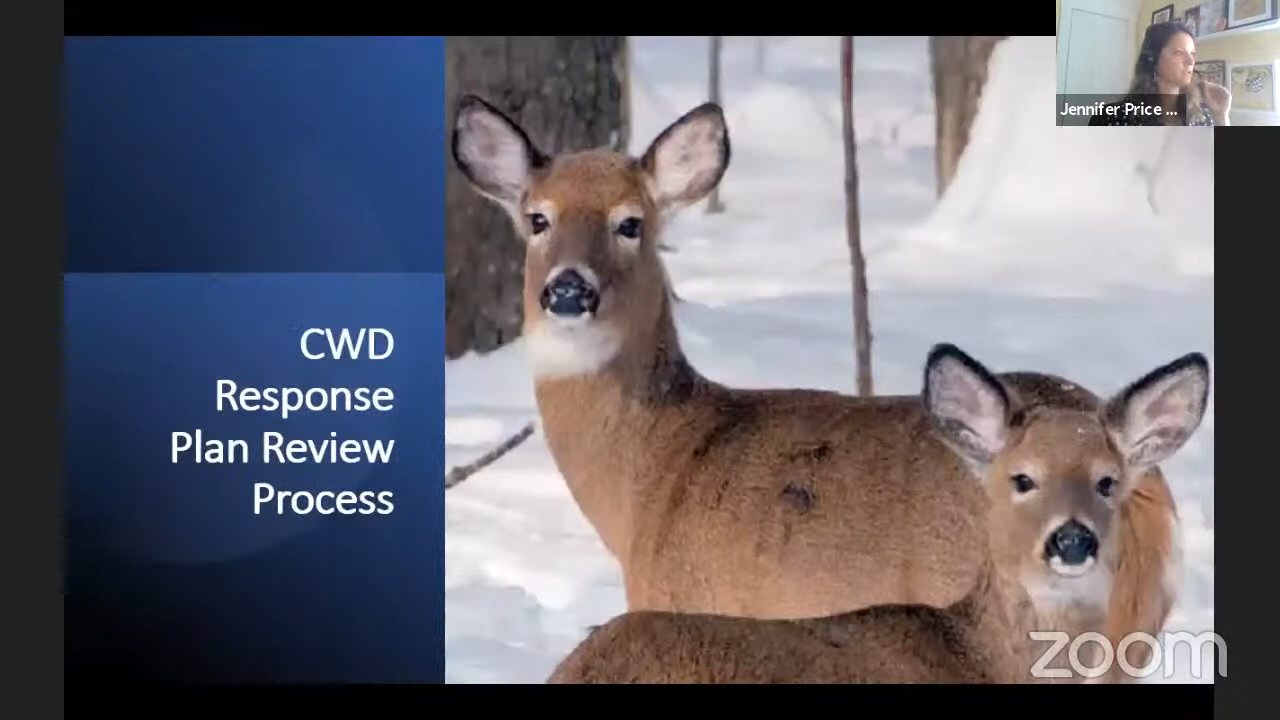 Jennifer Price ...
CWD
Response
Plan Review
Process
zoom